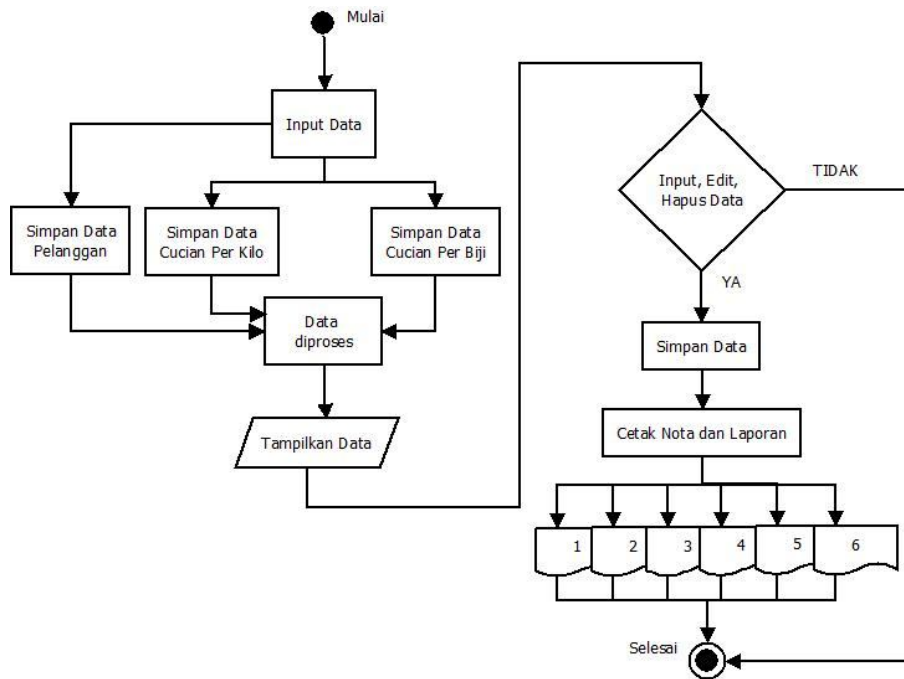 Mulai
Input Data
Simpan Data
Pelanggan
Simpan Data
Cucian Per Kilo
Simpan Data
Cucian Per Biji
Data
diproses
Tampilkan Data
Input, Edit,
Hapus Data
TIDAK
YA
Simpan Data
Cetak Nota dan Laporan
1 2 3 4 5 6
Selesai